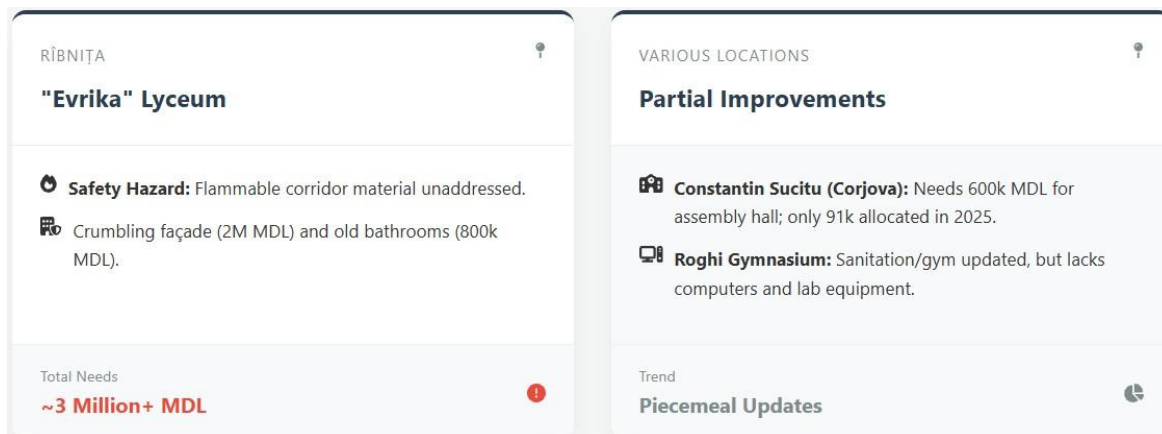 RÎBNIȚA
"Evrika" Lyceum
Safety Hazard: Flammable corridor material unaddressed.
Crumbling façade (2M MDL) and old bathrooms (800k
MDL).
Total Needs
~3 Million+ MDL
VARIOUS LOCATIONS
Partial Improvements
Constantin Sucitu (Corjova): Needs 600k MDL for
assembly hall; only 91k allocated in 2025.
Roghi Gymnasium: Sanitation/gym updated, but lacks
computers and lab equipment.
Trend
Piecemeal Updates